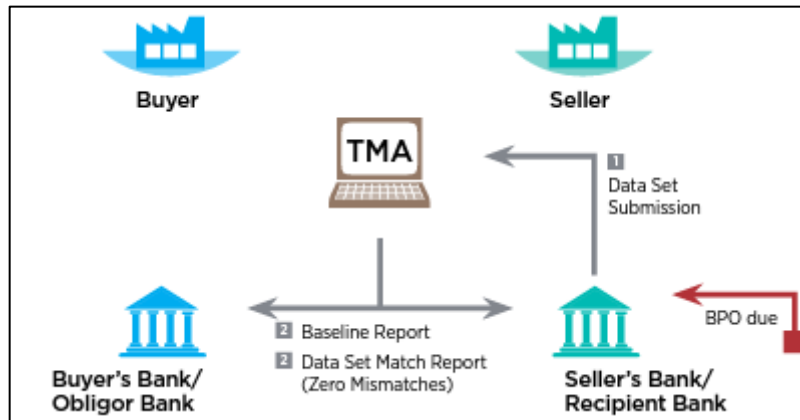 Buyer
Seller
TMA
1
Data Set
Submission
2 Baseline Report
2 Data Set Match Report
(Zero Mismatches)
BPO due
Buyer's Bank/
Obligor Bank
Seller's Bank/
Recipient Bank